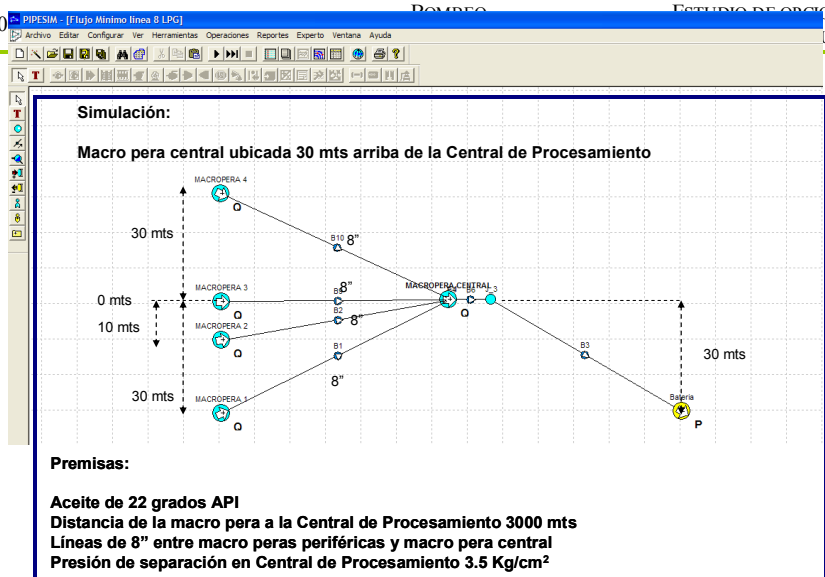 BOMBEO
ESTUDIO DE OPCIO
PIPESIM - [Flujo Minimo linea 8 LPG]
Archivo Editar Configurar Ver Herramientas Operaciones Reportes Experto Ventana Ayuda
Simulación:
Macro pera central ubicada 30 mts arriba de la Central de Procesamiento
MACROPERA 4
Q
30 mts
B10
8”
MACROPERA 3
0 mts
Q
8”
MACROPERA CENTRAL
B6
J_3
Q
10 mts
MACROPERA 2
Q
B2
8”
B1
8”
B3
30 mts
30 mts
MACROPERA 1
Q
Bateria
P
Premisas:
Aceite de 22 grados API
Distancia de la macro pera a la Central de Procesamiento 3000 mts
Líneas de 8” entre macro peras periféricas y macro pera central
Presión de separación en Central de Procesamiento 3.5 Kg/cm²